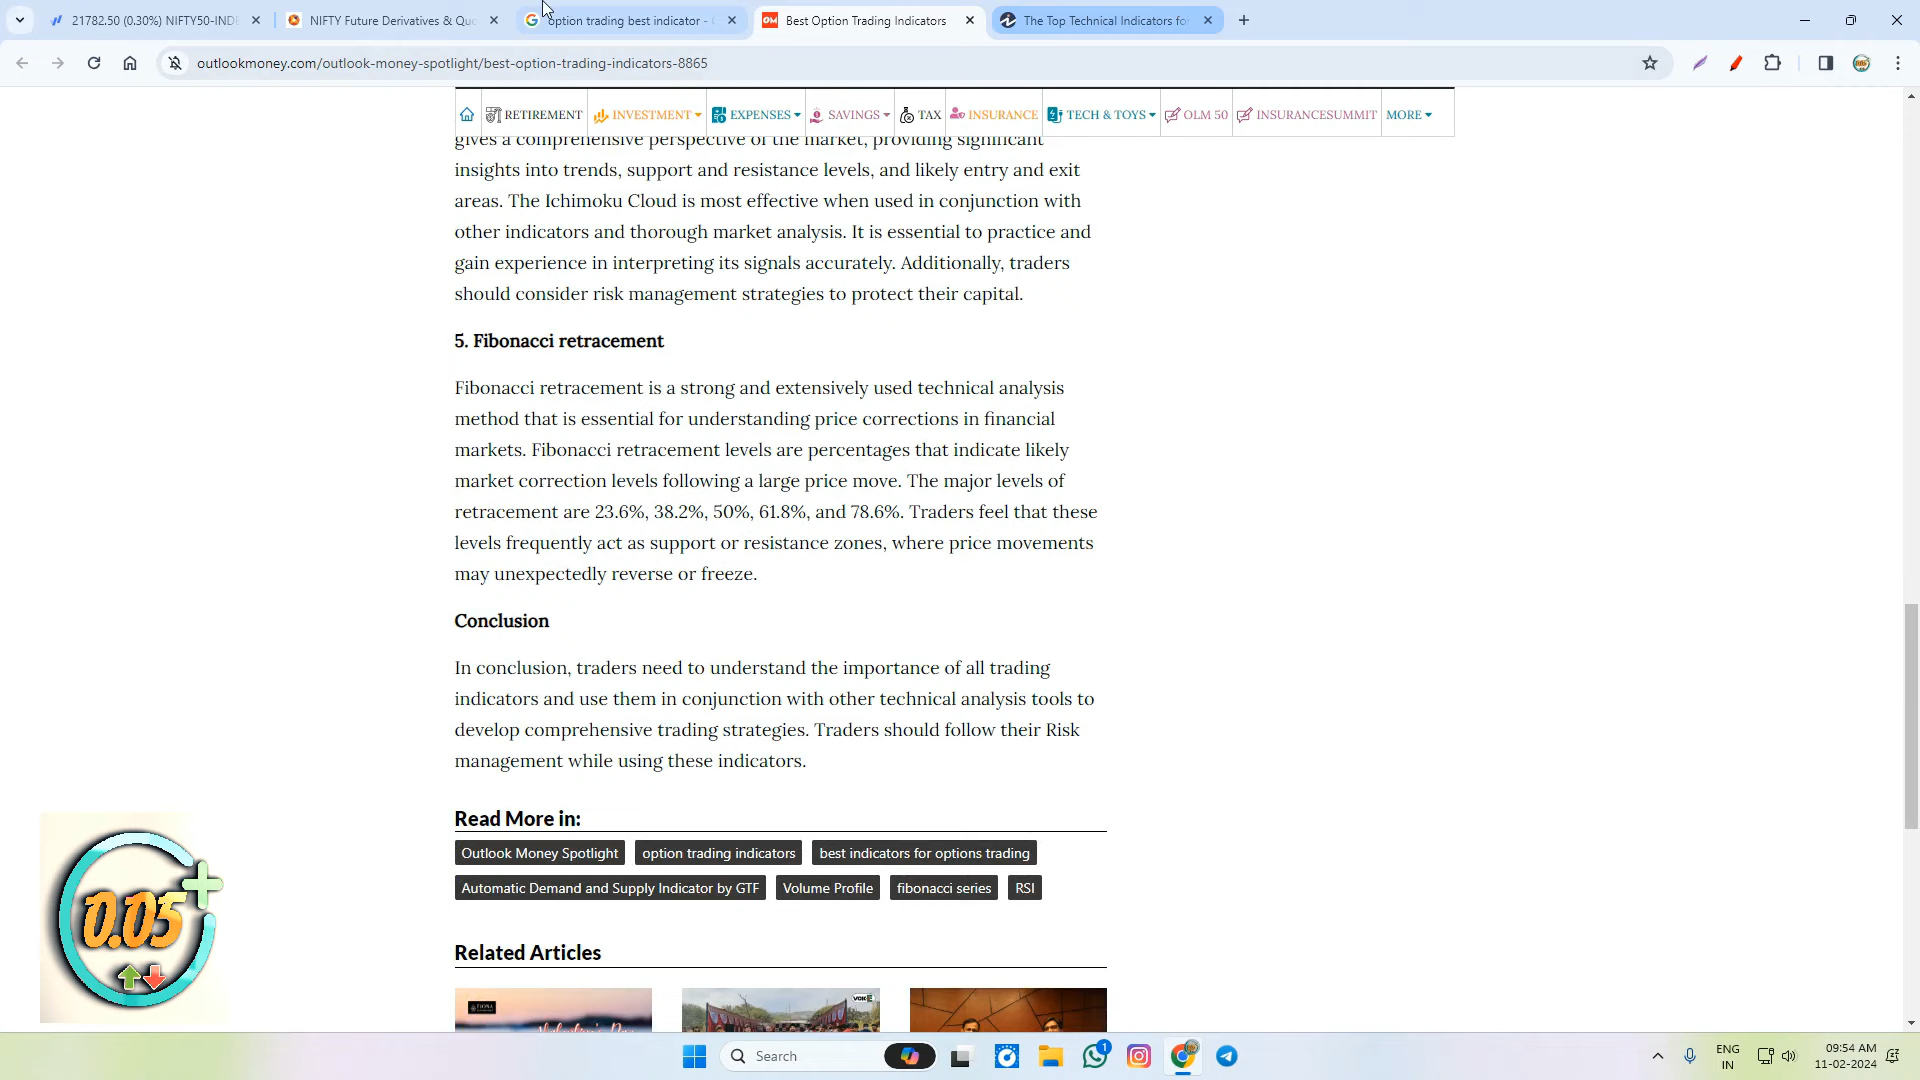 21782.50 (0.30%) NIFTY50-INDE
NIFTY Future Derivatives & Quo
option trading best indicator - G
Best Option Trading Indicators
The Top Technical Indicators fo
outlookmoney.com/outlook-money-spotlight/best-option-trading-indicators-8865
RETIREMENT INVESTMENT EXPENSES SAVINGS TAX INSURANCE TECH & TOYS OLM 50 INSURANCESUMMIT MORE
gives a comprehensive perspective of the market, providing significant
insights into trends, support and resistance levels, and likely entry and exit
areas. The Ichimoku Cloud is most effective when used in conjunction with
other indicators and thorough market analysis. It is essential to practice and
gain experience in interpreting its signals accurately. Additionally, traders
should consider risk management strategies to protect their capital.
5. Fibonacci retracement
Fibonacci retracement is a strong and extensively used technical analysis
method that is essential for understanding price corrections in financial
markets. Fibonacci retracement levels are percentages that indicate likely
market correction levels following a large price move. The major levels of
retracement are 23.6%, 38.2%, 50%, 61.8%, and 78.6%. Traders feel that these
levels frequently act as support or resistance zones, where price movements
may unexpectedly reverse or freeze.
Conclusion
In conclusion, traders need to understand the importance of all trading
indicators and use them in conjunction with other technical analysis tools to
develop comprehensive trading strategies. Traders should follow their Risk
management while using these indicators.
Read More in:
Outlook Money Spotlight option trading indicators best indicators for options trading
Automatic Demand and Supply Indicator by GTF Volume Profile fibonacci series RSI
0.05
Related Articles
Search
1
ENG
IN
09:54 AM
11-02-2024